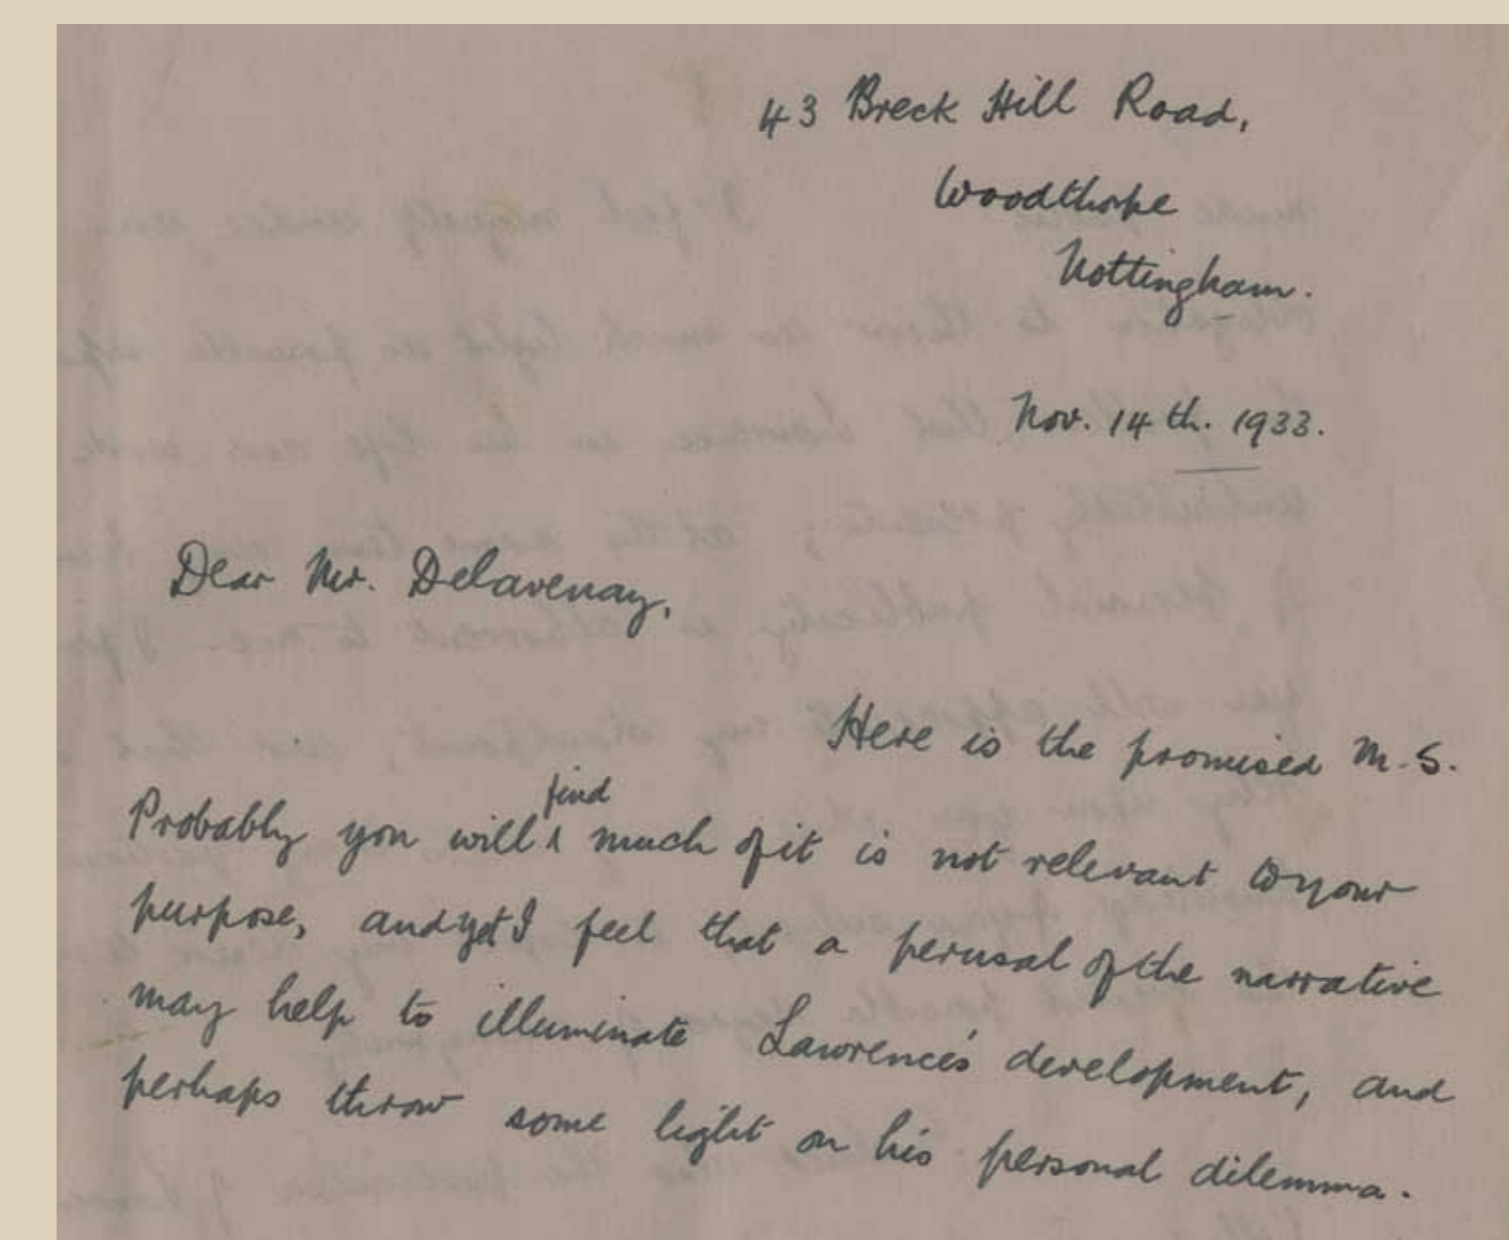 43 Breck Hill Road,
Woodthorpe
Nottingham.
Nov. 14th. 1933.
Dear Mr. Delavenay,
Here is the promised M.S.
find
Probably you will ʌ much of it is not relevant to your
purpose, and yet I feel that a perusal of the narrative
may help to illuminate Lawrence's development, and
perhaps throw some light on his personal dilemma.